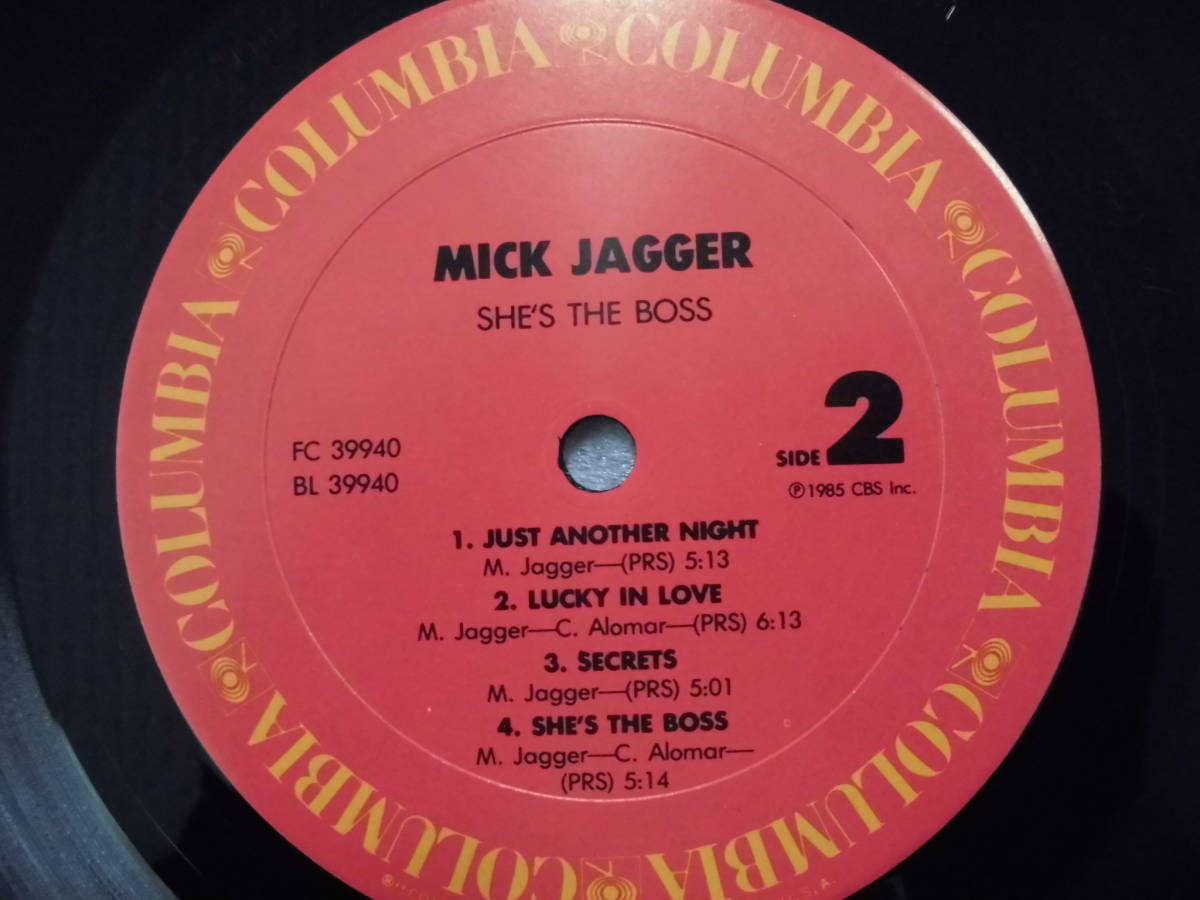 COLUMBIA COLUMBIA COLUMBIA COLUMBIA COLUMBIA COLUMBIA COLUMBIA COLUMBIA
MICK JAGGER
SHE'S THE BOSS
FC 39940
BL 39940
SIDE 2
℗1985 CBS Inc.
1. JUST ANOTHER NIGHT
M. Jagger—(PRS) 5:13
2. LUCKY IN LOVE
M. Jagger—C. Alomar—(PRS) 6:13
3. SECRETS
M. Jagger—(PRS) 5:01
4. SHE'S THE BOSS
M. Jagger—C. Alomar—
(PRS) 5:14